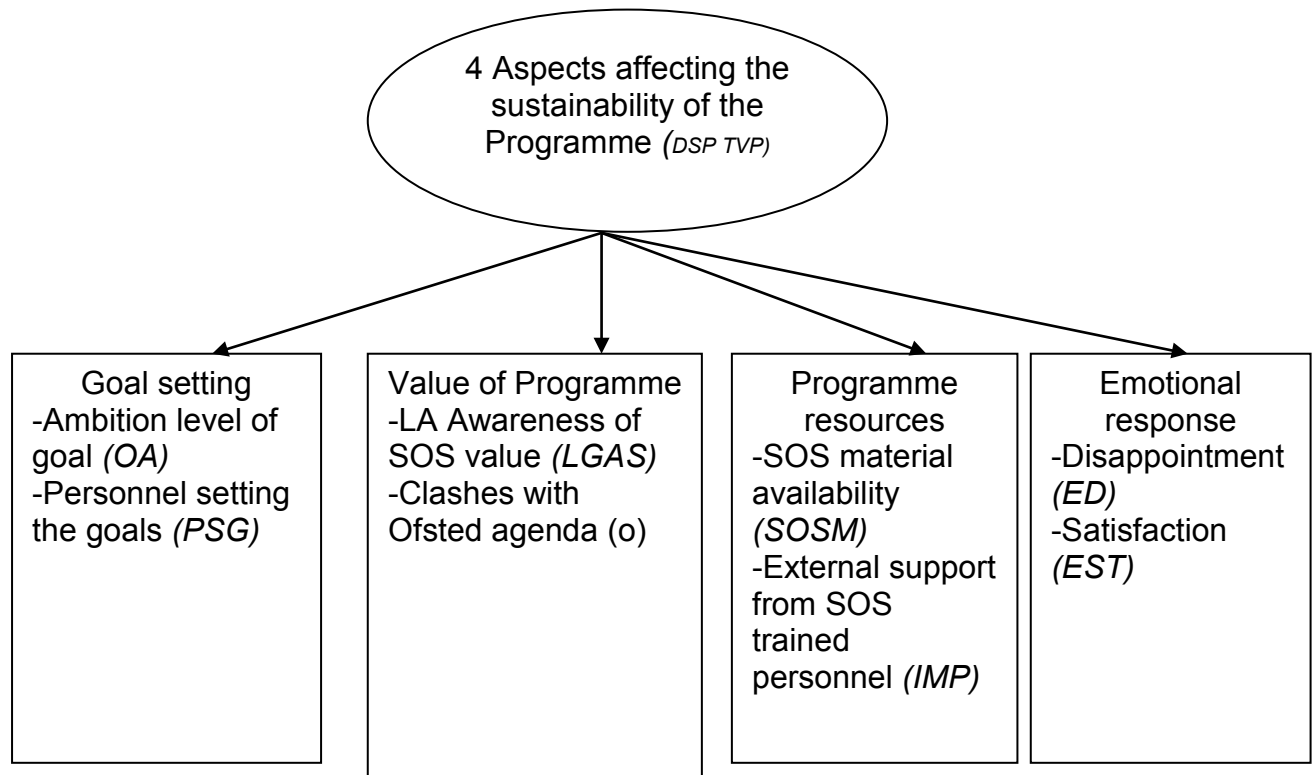 4 Aspects affecting the
sustainability of the
Programme (DSP TVP)
Goal setting
-Ambition level of
goal (OA)
-Personnel setting
the goals (PSG)
Value of Programme
-LA Awareness of
SOS value (LGAS)
-Clashes with
Ofsted agenda (o)
Programme
resources
-SOS material
availability
(SOSM)
-External support
from SOS
trained
personnel (IMP)
Emotional
response
-Disappointment
(ED)
-Satisfaction
(EST)